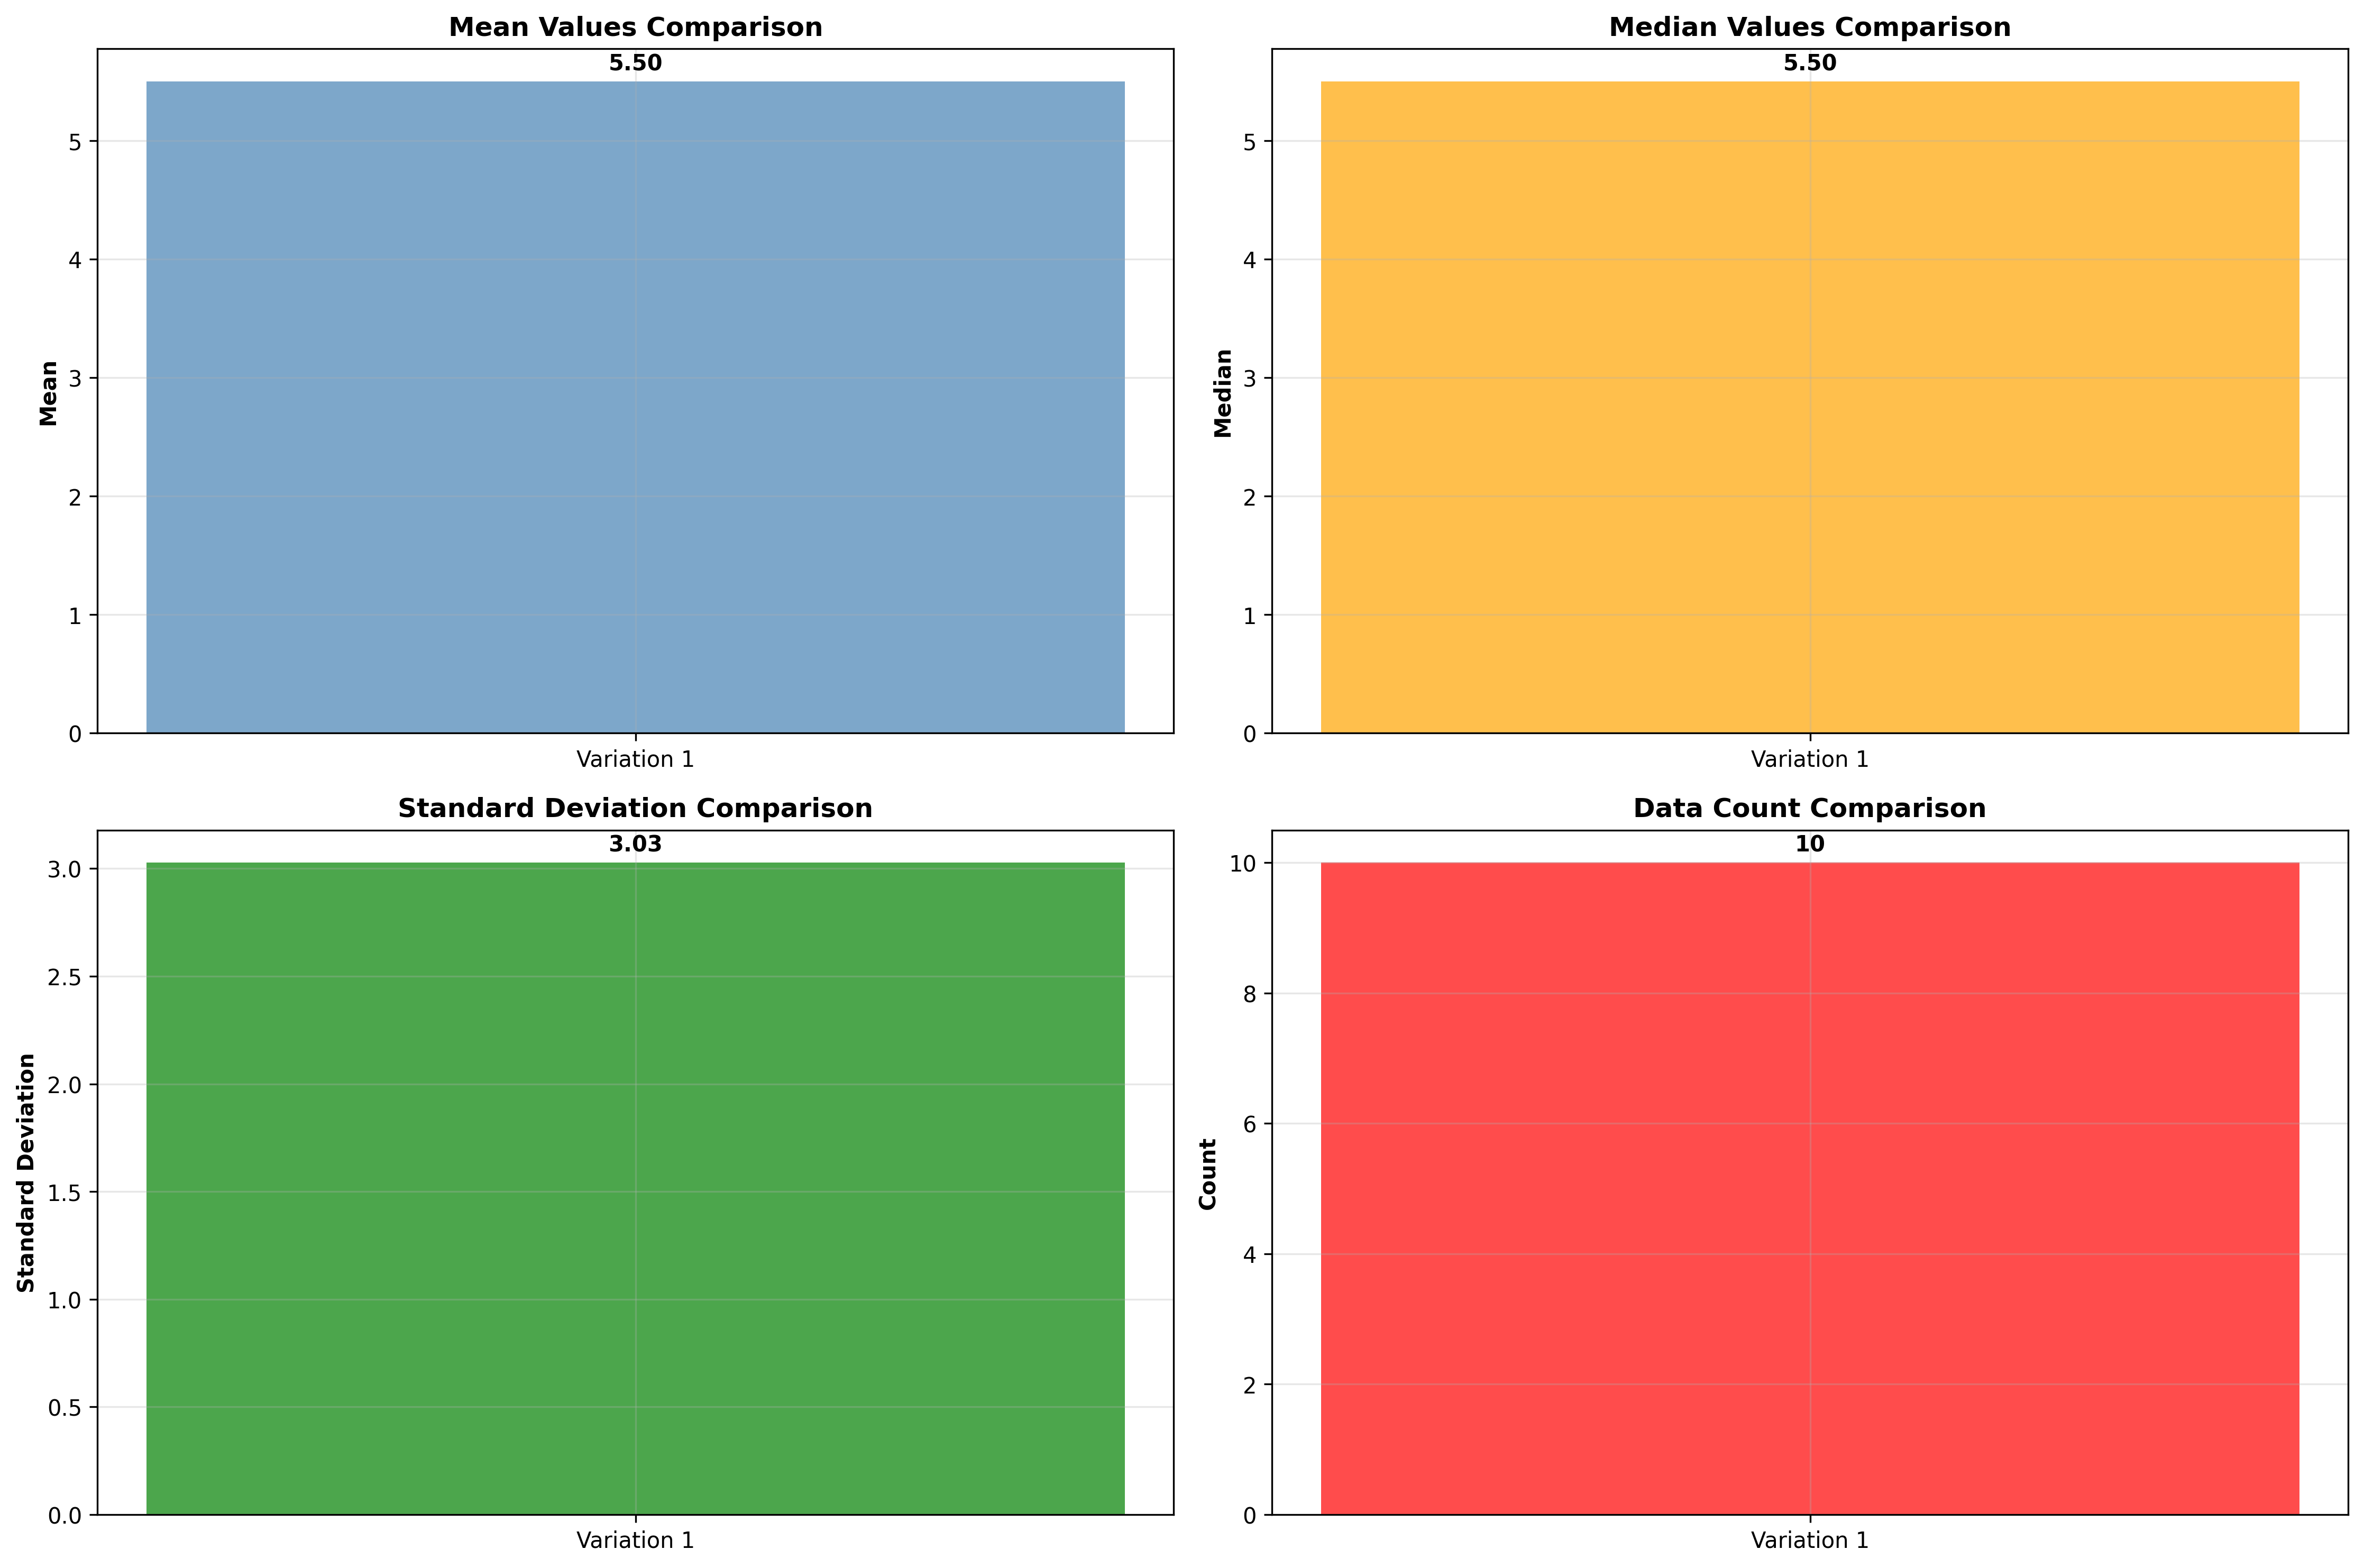 Mean Values Comparison
5.50
5
4
3
2
1
0
Mean
Variation 1
Median Values Comparison
5.50
5
4
3
2
1
0
Median
Variation 1
Standard Deviation Comparison
3.03
3.0
2.5
2.0
1.5
1.0
0.5
0.0
Standard Deviation
Variation 1
Data Count Comparison
10
10
8
6
4
2
0
Count
Variation 1